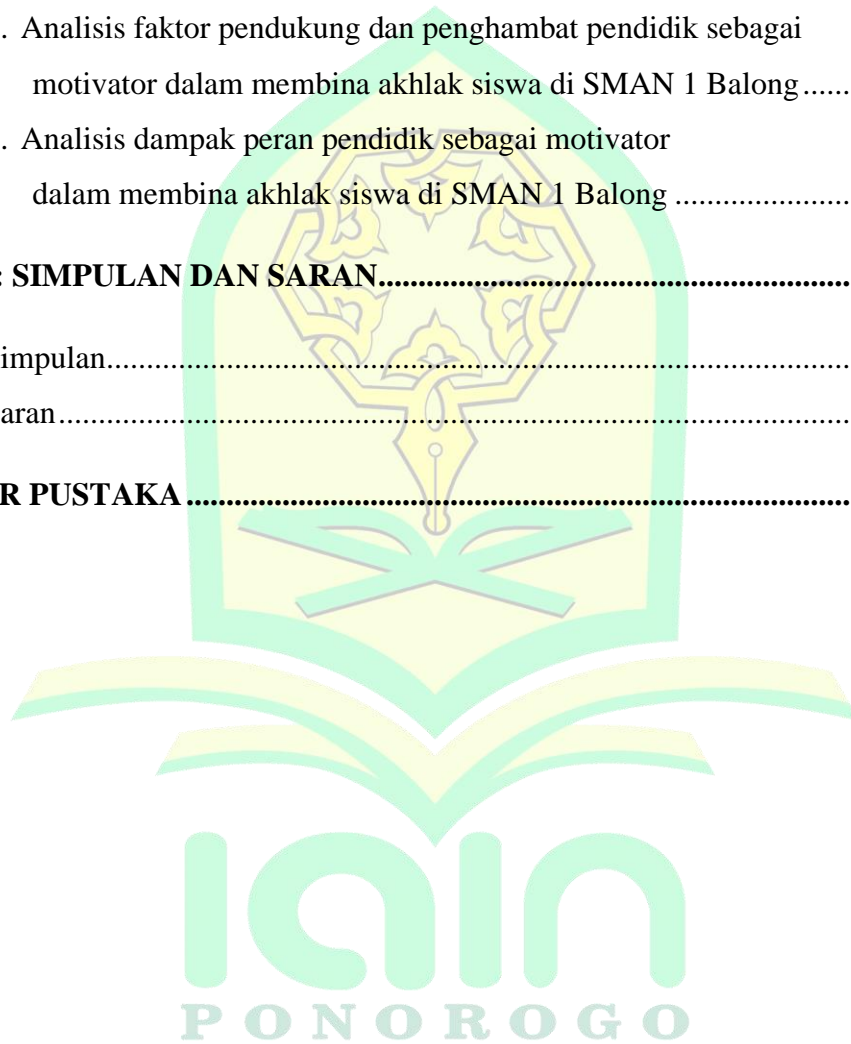 . Analisis faktor pendukung dan penghambat pendidik sebagai
motivator dalam membina akhlak siswa di SMAN 1 Balong ......
. Analisis dampak peran pendidik sebagai motivator
dalam membina akhlak siswa di SMAN 1 Balong ......................
: SIMPULAN DAN SARAN........................................................................
impulan............................................................................................
aran..................................................................................................
R PUSTAKA ....................................................................................
iain
PONOROGO